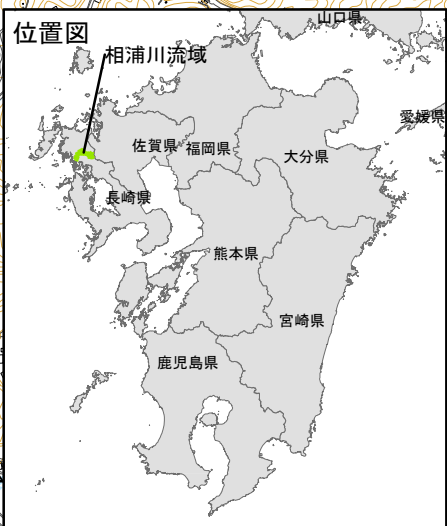 位置図
山口県
相浦川流域
愛媛県
佐賀県
福岡県
大分県
長崎県
熊本県
宮崎県
鹿児島県